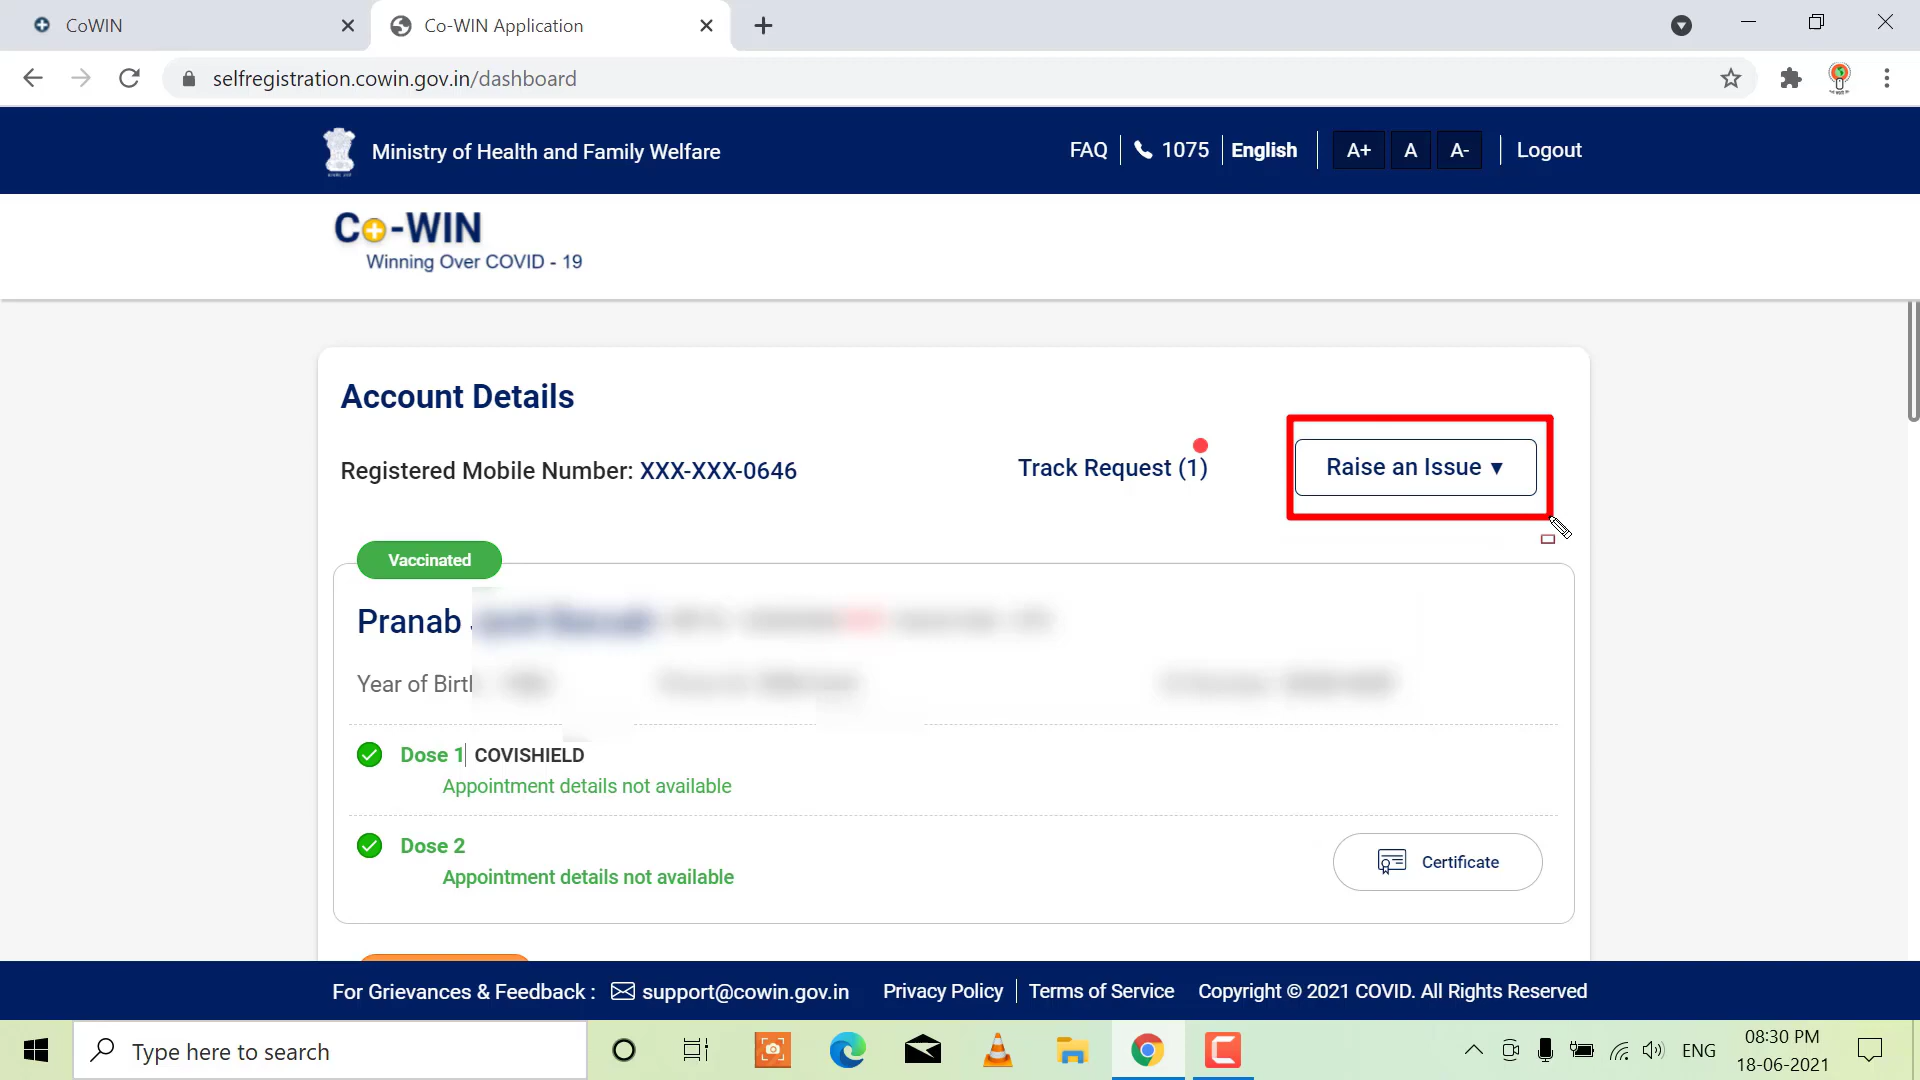 CoWIN
Co-WIN Application
selfregistration.cowin.gov.in/dashboard
Ministry of Health and Family Welfare
FAQ
1075
English
A+
A
A-
Logout
Co-WIN
Winning Over COVID - 19
Account Details
Registered Mobile Number: XXX-XXX-0646
Track Request (1)
Raise an Issue ▾
Vaccinated
Pranab
Year of Birth
Dose 1 COVISHIELD
Appointment details not available
Dose 2
Appointment details not available
Certificate
For Grievances & Feedback : support@cowin.gov.in
Privacy Policy
Terms of Service
Copyright © 2021 COVID. All Rights Reserved
Type here to search
ENG
08:30 PM
18-06-2021